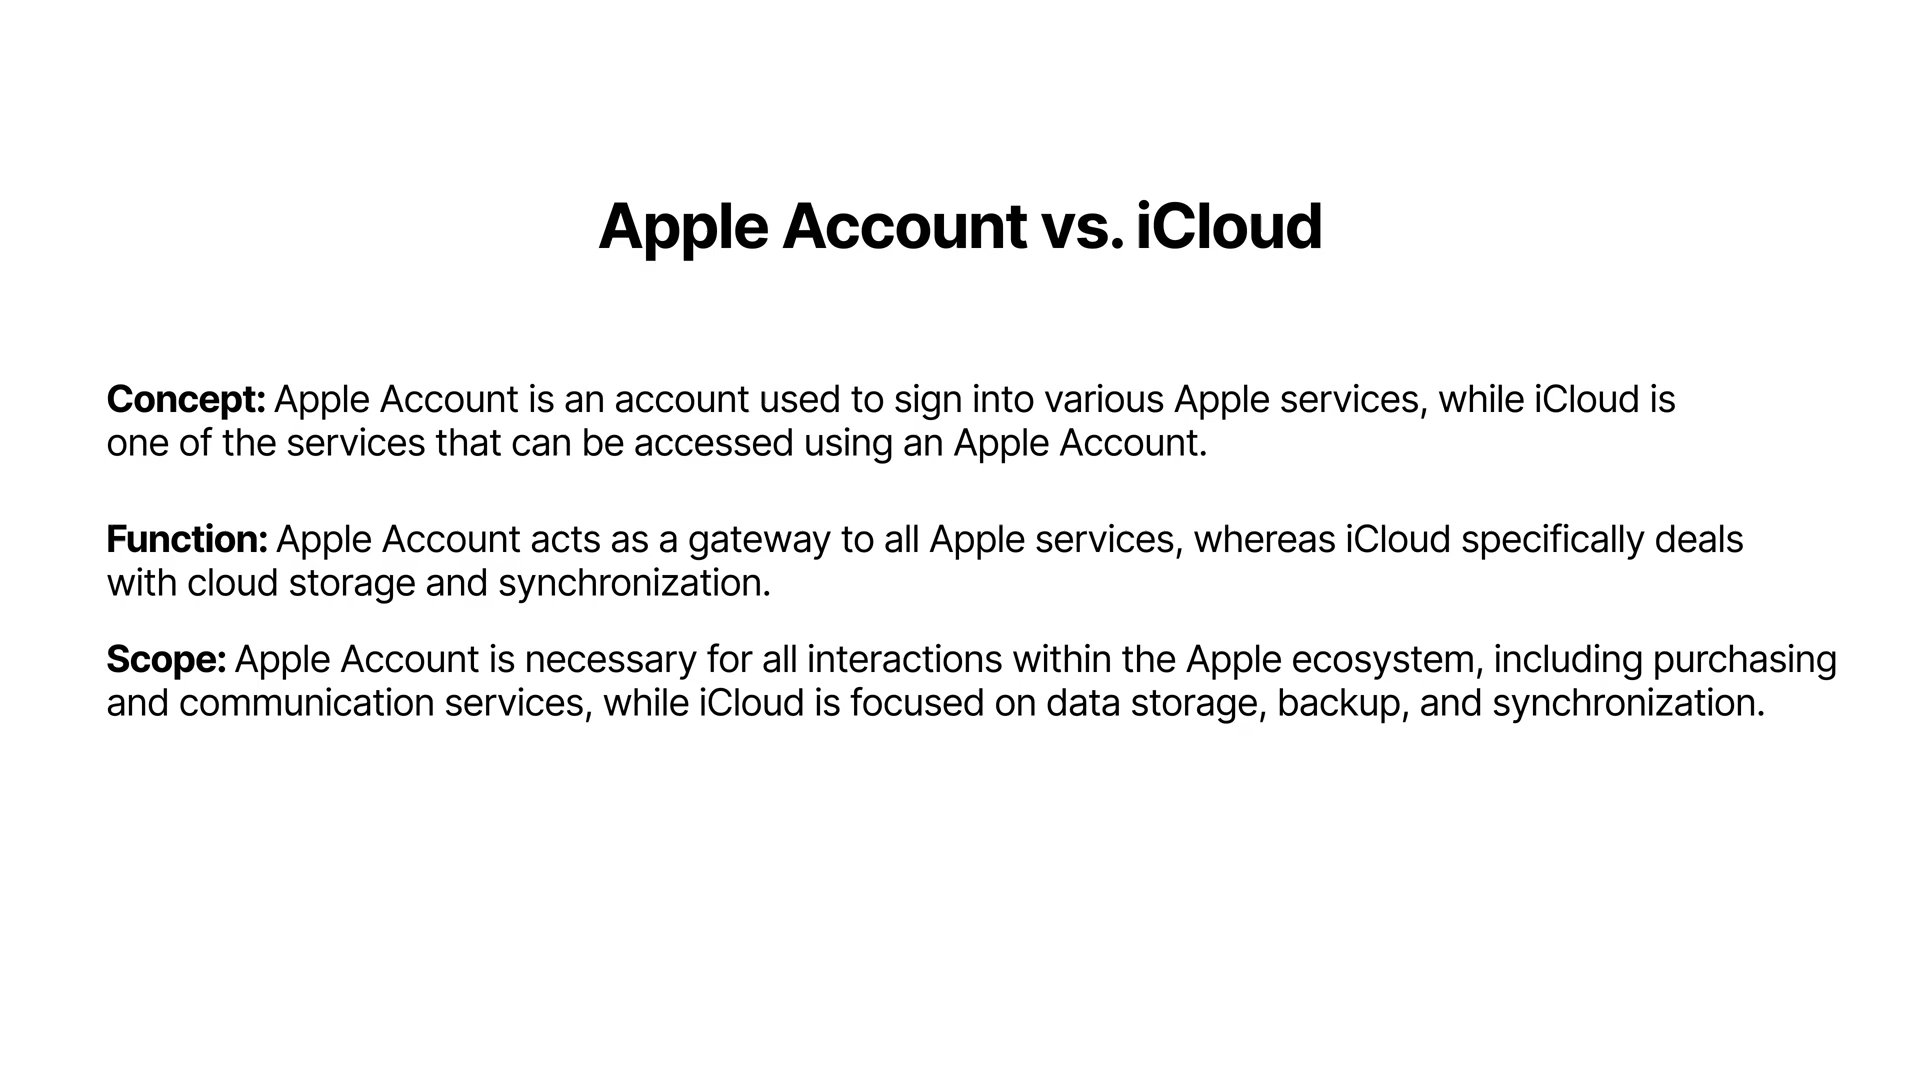 Apple Account vs. iCloud
Concept: Apple Account is an account used to sign into various Apple services, while iCloud is
one of the services that can be accessed using an Apple Account.
Function: Apple Account acts as a gateway to all Apple services, whereas iCloud specifically deals
with cloud storage and synchronization.
Scope: Apple Account is necessary for all interactions within the Apple ecosystem, including purchasing
and communication services, while iCloud is focused on data storage, backup, and synchronization.